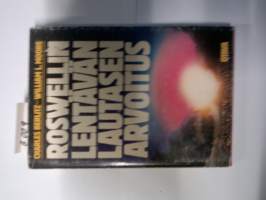 CHARLES BERLITZ - WILLIAM L. MOORE
ROSWELLIN
LENTÄVÄN
LAUTASEN
ARVOITUS